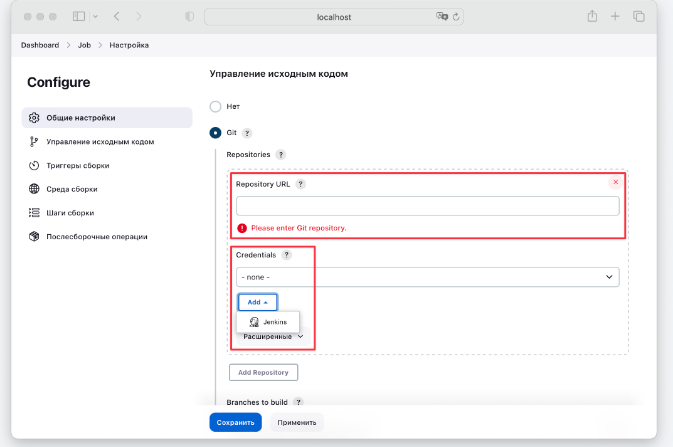 localhost
Dashboard > Job > Настройка
Configure
Общие настройки
Управление исходным кодом
Триггеры сборки
Среда сборки
Шаги сборки
Послесборочные операции
Управление исходным кодом
Нет
Git ?
Repositories ?
Repository URL ?
Please enter Git repository.
Credentials ?
- none -
Add
Jenkins
Расширенные
Add Repository
Branches to build ?
Сохранить Применить